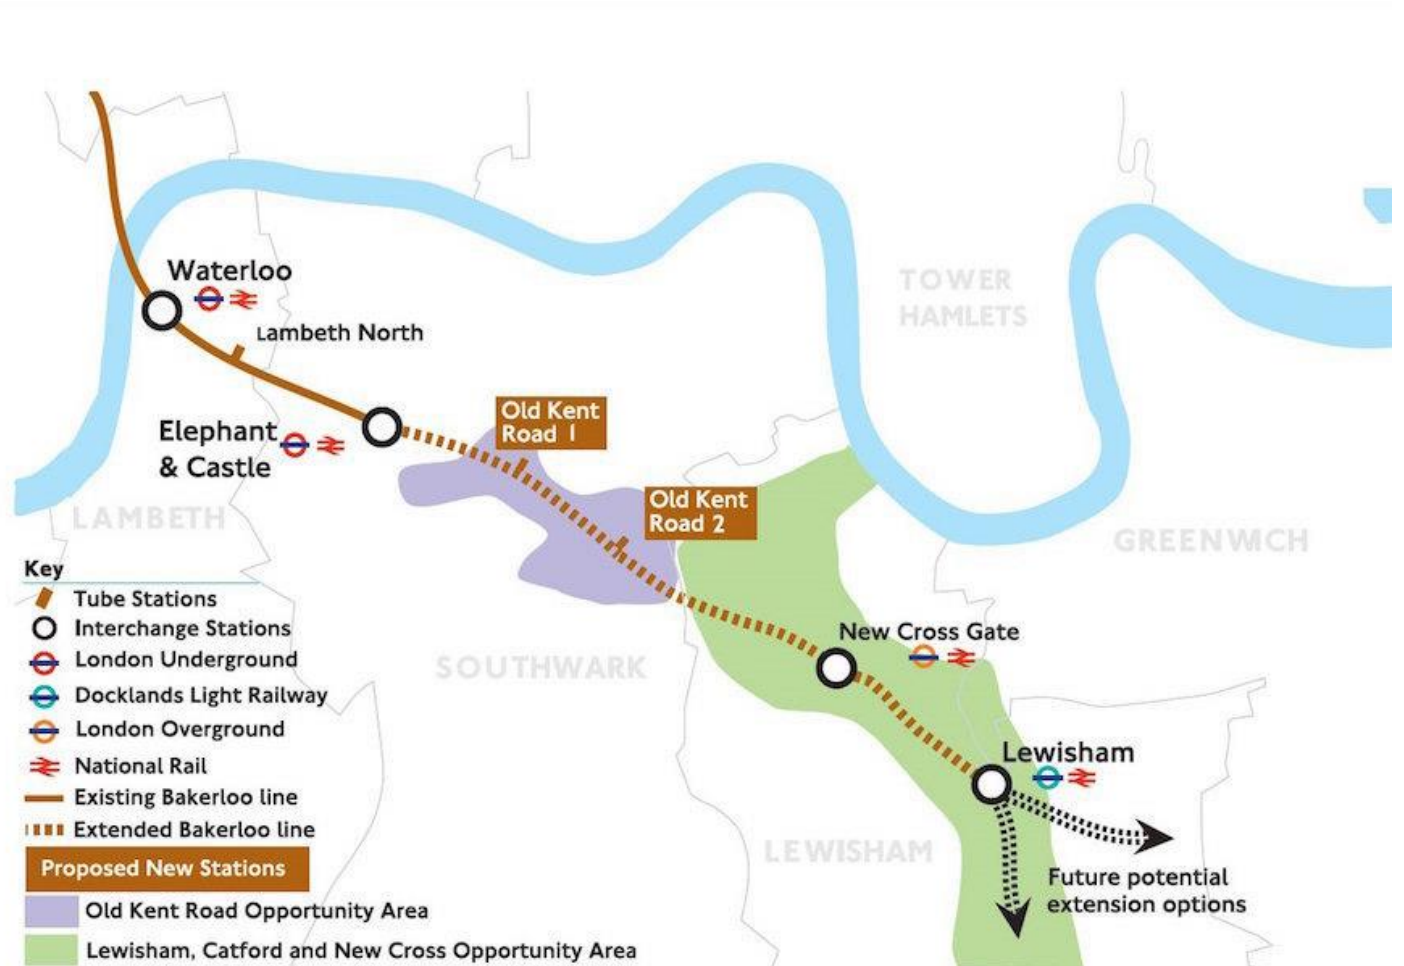 TOWER
HAMLETS
Waterloo
Lambeth North
Elephant
& Castle
Old Kent
Road 1
Old Kent
Road 2
LAMBETH
GREENWICH
SOUTHWARK
New Cross Gate
Lewisham
LEWISHAM
Future potential
extension options
Key
Tube Stations
Interchange Stations
London Underground
Docklands Light Railway
London Overground
National Rail
Existing Bakerloo line
Extended Bakerloo line
Proposed New Stations
Old Kent Road Opportunity Area
Lewisham, Catford and New Cross Opportunity Area